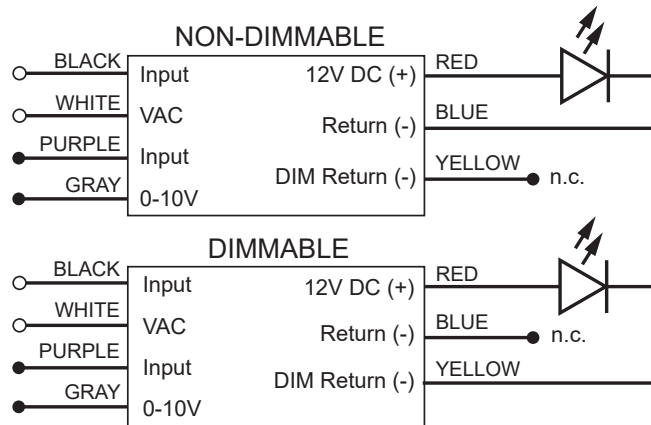 NON-DIMMABLE
BLACK Input 12V DC (+) RED
WHITE VAC Return (-) BLUE
PURPLE Input DIM Return (-) YELLOW n.c.
GRAY 0-10V
DIMMABLE
BLACK Input 12V DC (+) RED
WHITE VAC Return (-) BLUE n.c.
PURPLE Input DIM Return (-) YELLOW
GRAY 0-10V